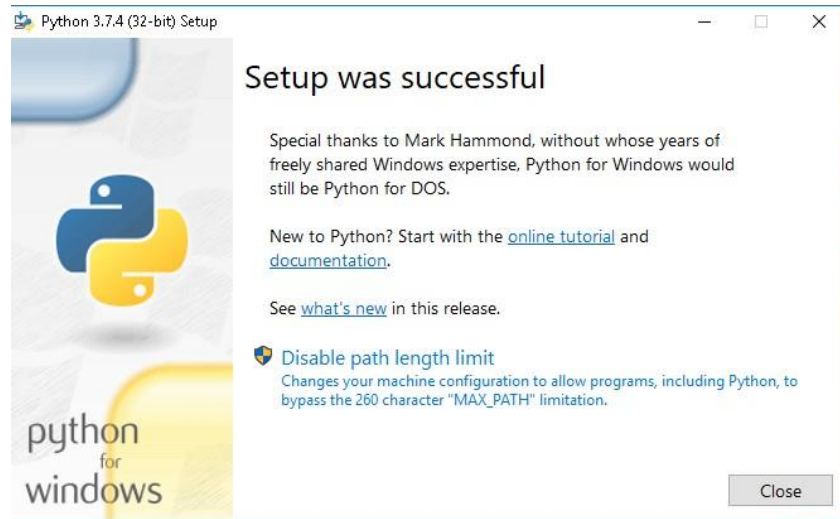 Python 3.7.4 (32-bit) Setup
Setup was successful
Special thanks to Mark Hammond, without whose years of
freely shared Windows expertise, Python for Windows would
still be Python for DOS.
New to Python? Start with the online tutorial and
documentation.
See what's new in this release.
Disable path length limit
Changes your machine configuration to allow programs, including Python, to
bypass the 260 character "MAX_PATH" limitation.
python
for
windows
Close